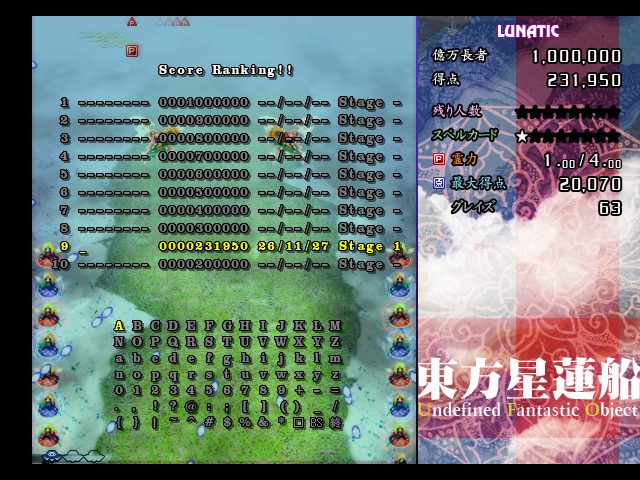 LUNATIC
億万長者 1,000,000
得点 231,950
残り人数
スペルカード
P 霊力 1.00/4.00
最大得点 20,070
グレイズ 63
東方星蓮船
Undefined Fantastic Object
P
Score Ranking!!
1 -------- 0001000000 --/--/-- Stage -
2 -------- 0000900000 --/--/-- Stage -
3 -------- 0000800000 --/--/-- Stage -
4 -------- 0000700000 --/--/-- Stage -
5 -------- 0000600000 --/--/-- Stage -
6 -------- 0000500000 --/--/-- Stage -
7 -------- 0000400000 --/--/-- Stage -
8 -------- 0000300000 --/--/-- Stage -
9 _ 0000231950 26/11/27 Stage 1
10 -------- 0000200000 --/--/-- Stage -
A B C D E F G H I J K L M
N O P Q R S T U V W X Y Z
a b c d e f g h i j k l m
n o p q r s t u v w x y z
0 1 2 3 4 5 6 7 8 9 + - =
. , ! ? @ : ; [ ] ( ) _ /
{ } | ~ ^ # $ % & * □ BS 終